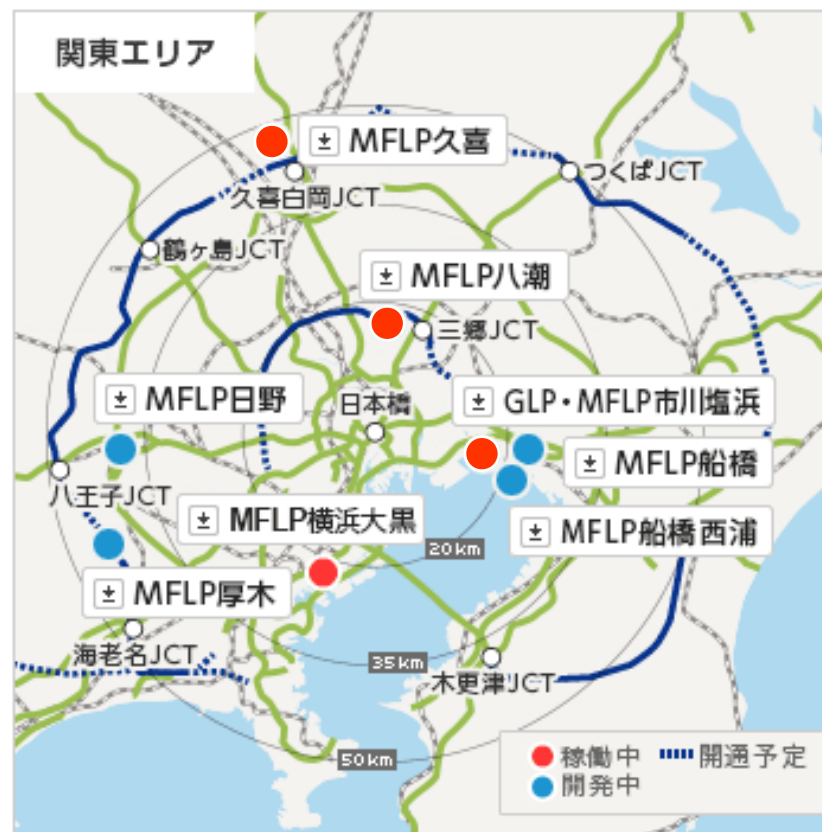 関東エリア
MFLP久喜
つくばJCT
久喜白岡JCT
鶴ヶ島JCT
MFLP八潮
三郷JCT
MFLP日野
日本橋
GLP・MFLP市川塩浜
MFLP船橋
八王子JCT
MFLP横浜大黒
MFLP船橋西浦
20km
MFLP厚木
海老名JCT
35km
木更津JCT
50km
稼働中
開通予定
開発中